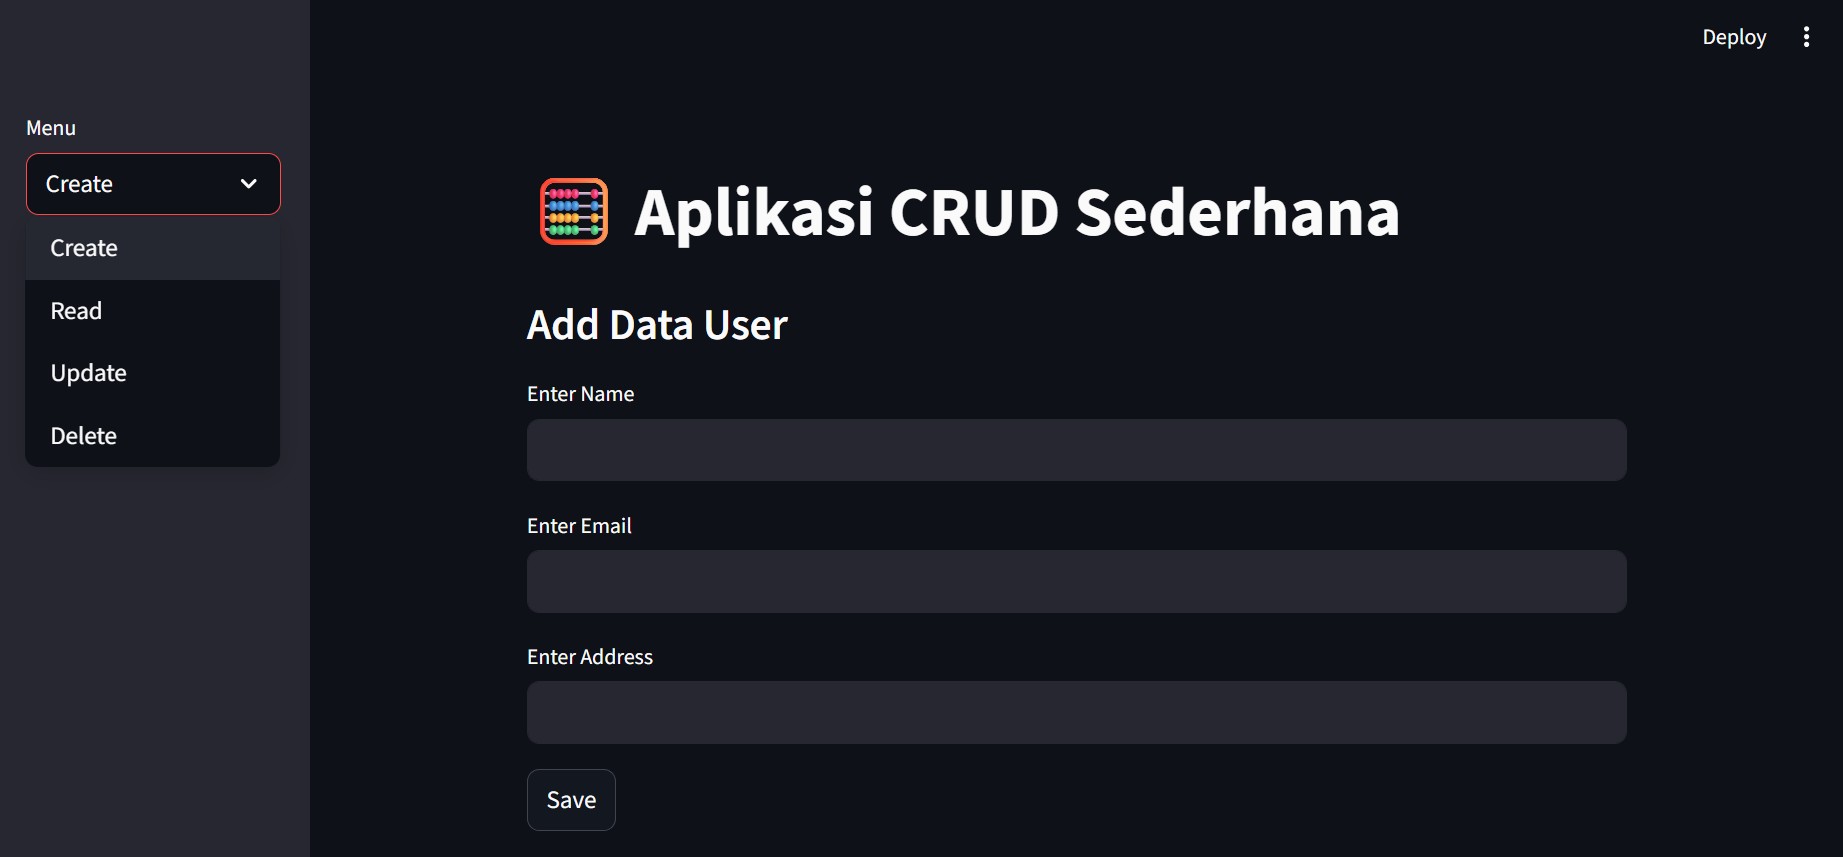 Deploy
Menu
Create
Create
Read
Update
Delete
Aplikasi CRUD Sederhana
Add Data User
Enter Name
Enter Email
Enter Address
Save